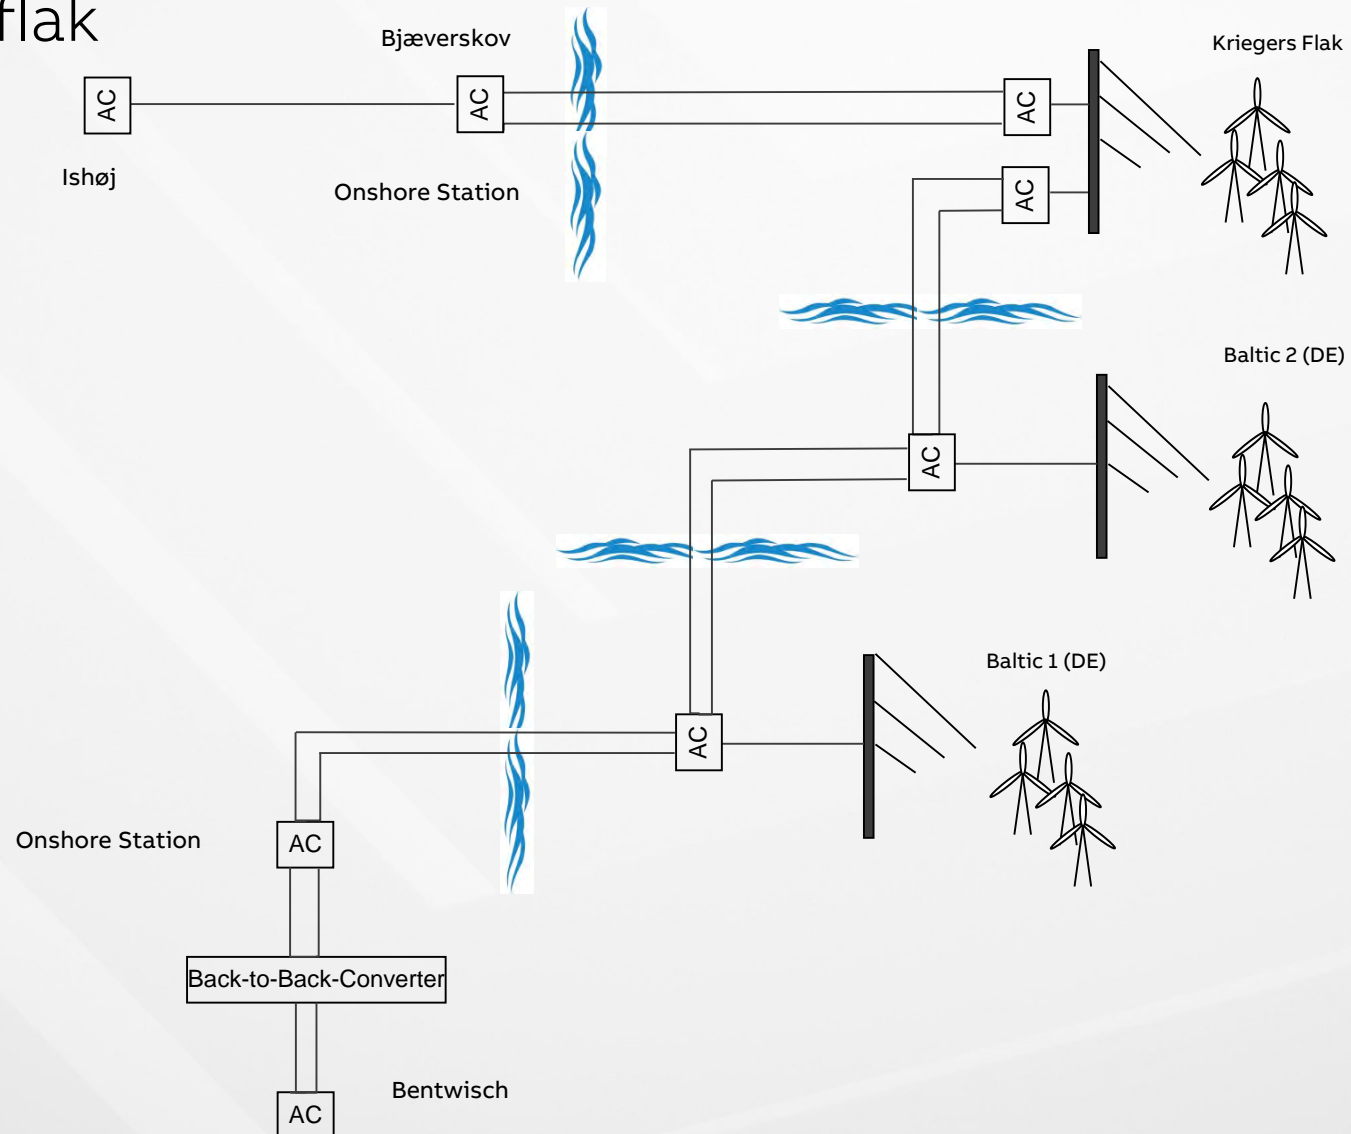 flak
Bjæverskov
Kriegers Flak
AC
AC
AC
Ishøj
Onshore Station
AC
Baltic 2 (DE)
AC
Baltic 1 (DE)
AC
Onshore Station
AC
Back-to-Back-Converter
Bentwisch
AC